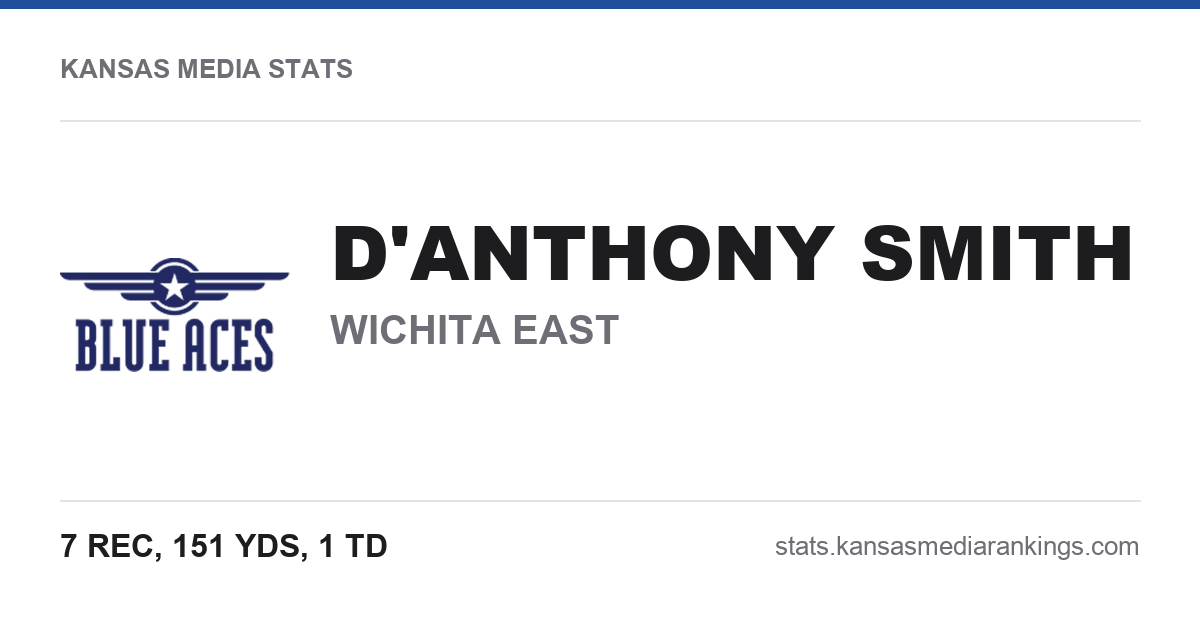 KANSAS MEDIA STATS
BLUE ACES
D'ANTHONY SMITH
WICHITA EAST
7 REC, 151 YDS, 1 TD
stats.kansasmediarankings.com